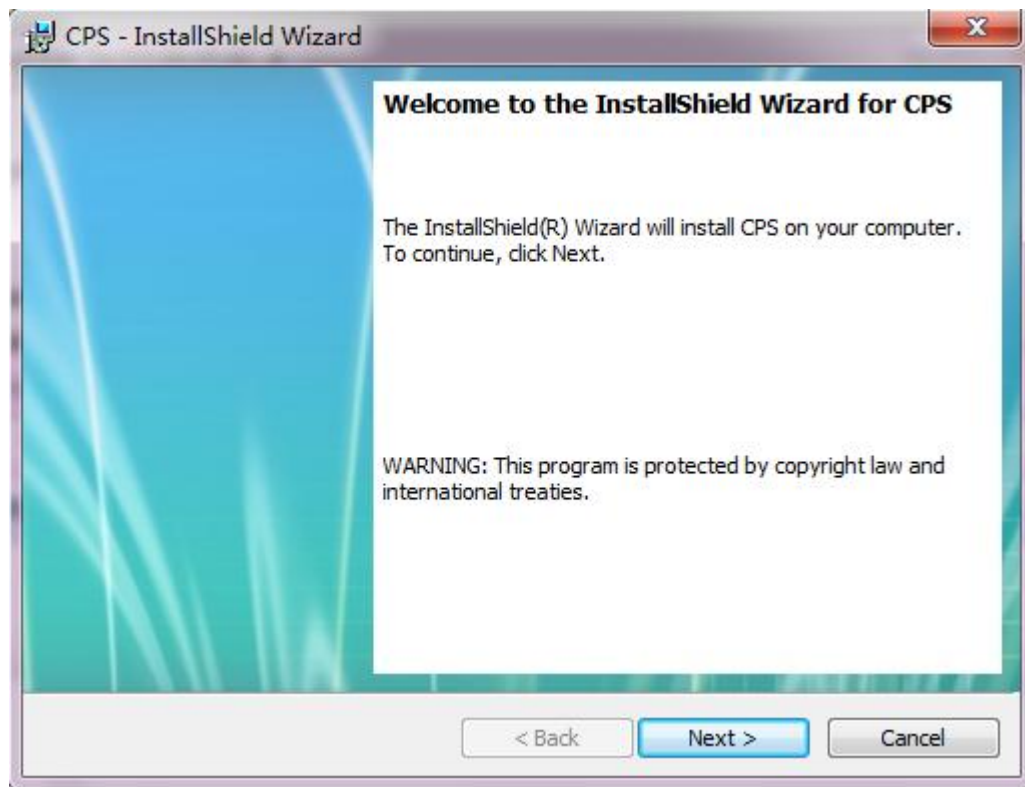 CPS - InstallShield Wizard
Welcome to the InstallShield Wizard for CPS
The InstallShield(R) Wizard will install CPS on your computer.
To continue, click Next.
WARNING: This program is protected by copyright law and
international treaties.
< Back
Next >
Cancel